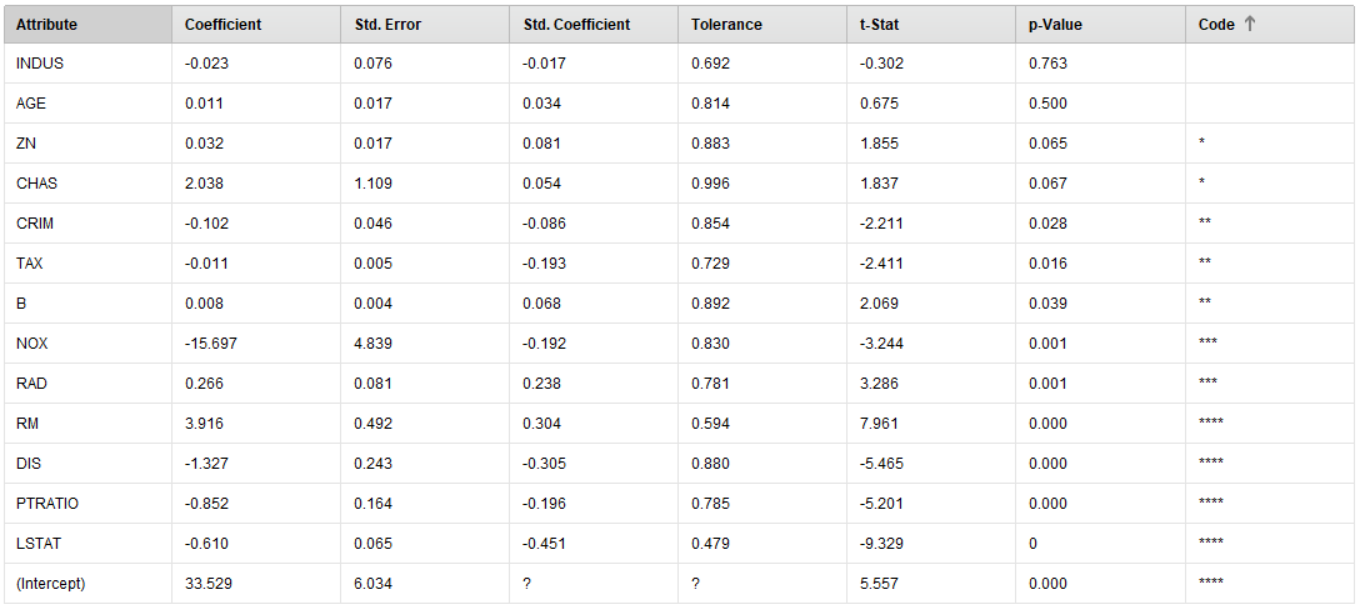 Attribute Coefficient Std. Error Std. Coefficient Tolerance t-Stat p-Value Code ↑
INDUS -0.023 0.076 -0.017 0.692 -0.302 0.763
AGE 0.011 0.017 0.034 0.814 0.675 0.500
ZN 0.032 0.017 0.081 0.883 1.855 0.065 *
CHAS 2.038 1.109 0.054 0.996 1.837 0.067 *
CRIM -0.102 0.046 -0.086 0.854 -2.211 0.028 **
TAX -0.011 0.005 -0.193 0.729 -2.411 0.016 **
B 0.008 0.004 0.068 0.892 2.069 0.039 **
NOX -15.697 4.839 -0.192 0.830 -3.244 0.001 ***
RAD 0.266 0.081 0.238 0.781 3.286 0.001 ***
RM 3.916 0.492 0.304 0.594 7.961 0.000 ****
DIS -1.327 0.243 -0.305 0.880 -5.465 0.000 ****
PTRATIO -0.852 0.164 -0.196 0.785 -5.201 0.000 ****
LSTAT -0.610 0.065 -0.451 0.479 -9.329 0 ****
(Intercept) 33.529 6.034 ? ? 5.557 0.000 ****